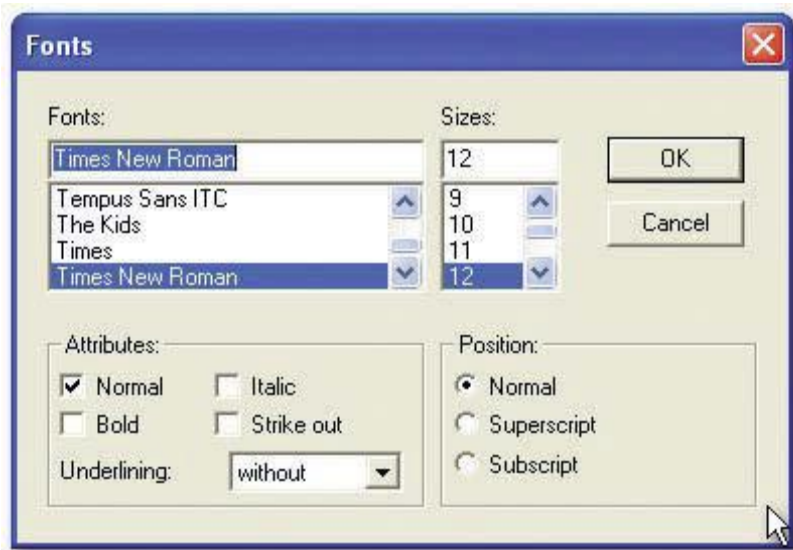 Fonts
Fonts:
Times New Roman
Tempus Sans ITC
The Kids
Times
Times New Roman
Sizes:
12
9
10
11
12
OK
Cancel
Attributes:
Normal
Italic
Bold
Strike out
Underlining:
without
Position:
Normal
Superscript
Subscript